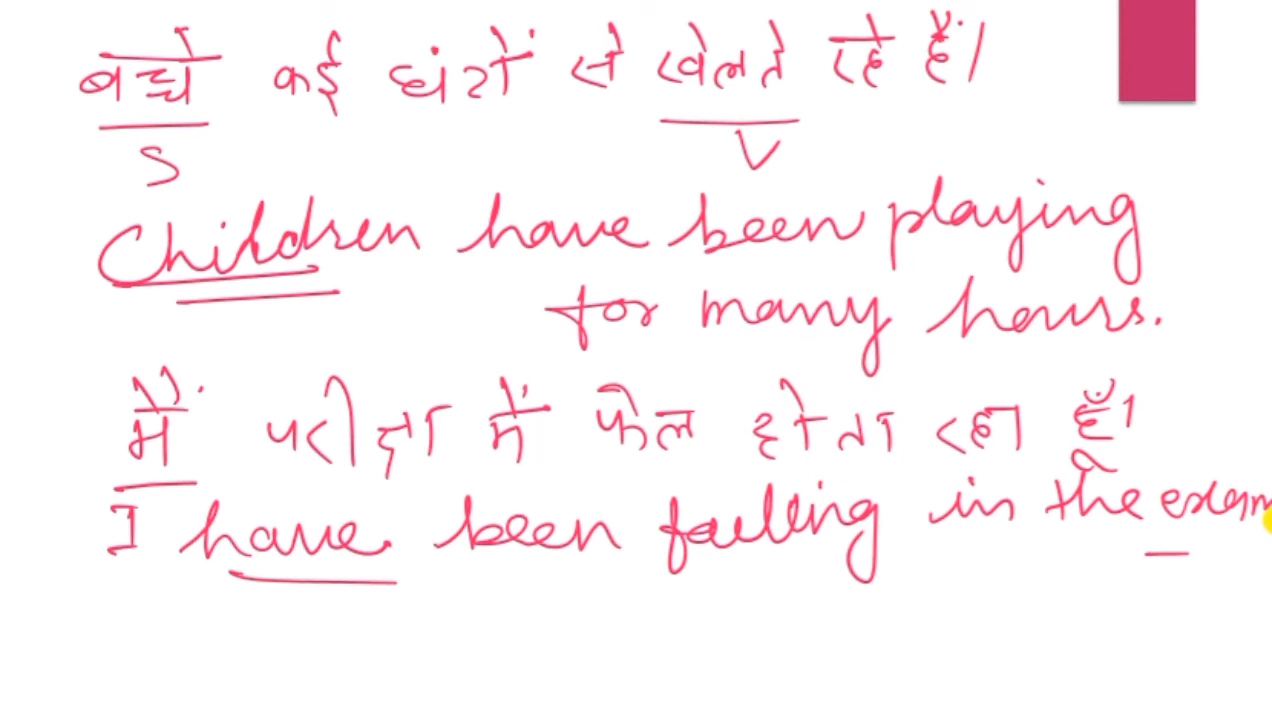 बच्चे कई घंटों से खेलते रहे हैं।
S V
Children have been playing
for many hours.
मैं परीक्षा में फेल होता रहा हूँ।
I have been failing in the exam